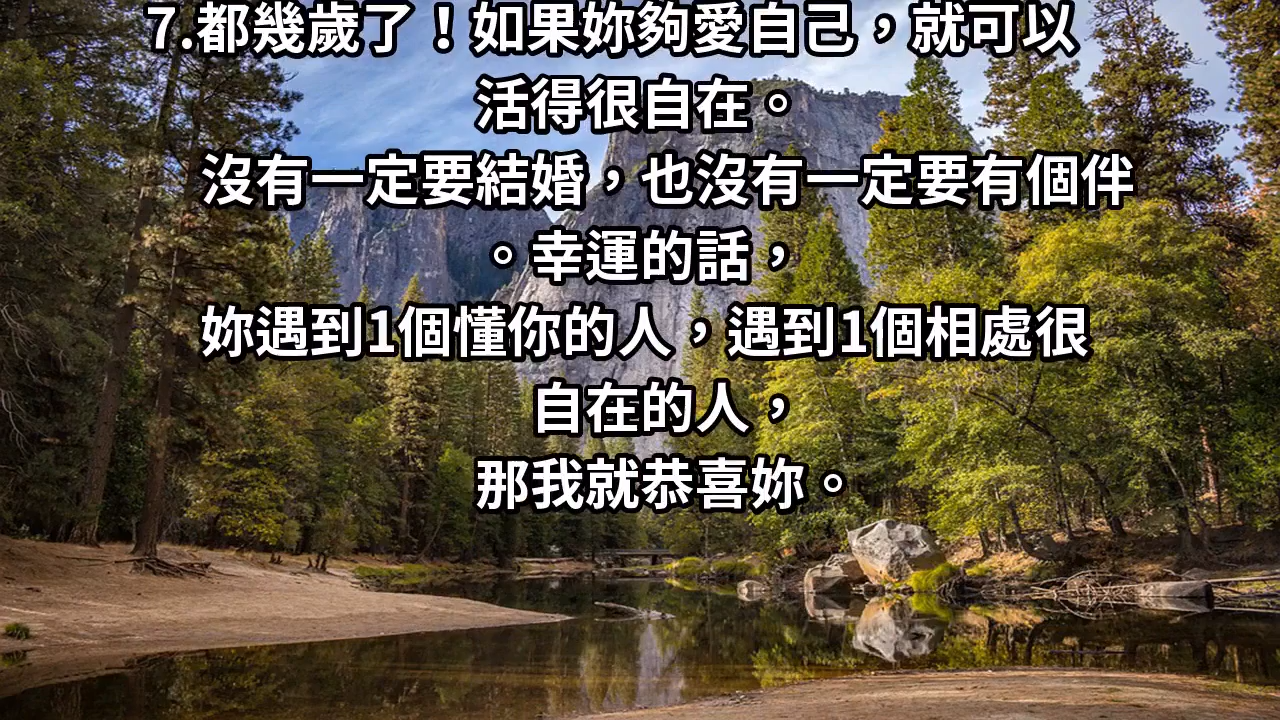 7.都幾歲了！如果妳夠愛自己，就可以
活得很自在。
沒有一定要結婚，也沒有一定要有個伴
。幸運的話，
妳遇到1個懂你的人，遇到1個相處很
自在的人，
那我就恭喜妳。